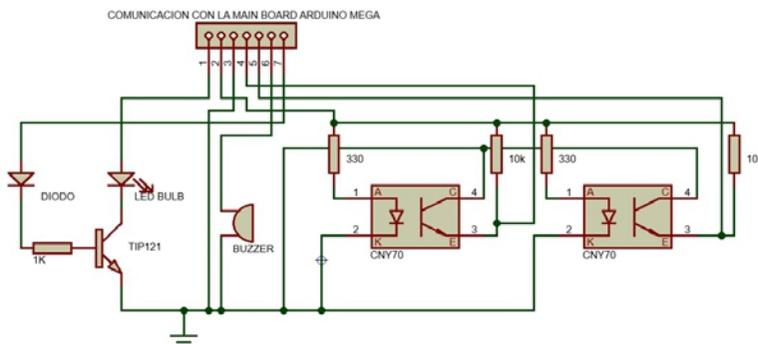 COMUNICACION CON LA MAIN BOARD ARDUINO MEGA
1 2 3 4 5 6 7
330 10k 330 10
DIODO LED BULB
1 A C 4 1 A C 4
TIP121 BUZZER
1K
2 K E 3 2 K E 3
CNY70 CNY70